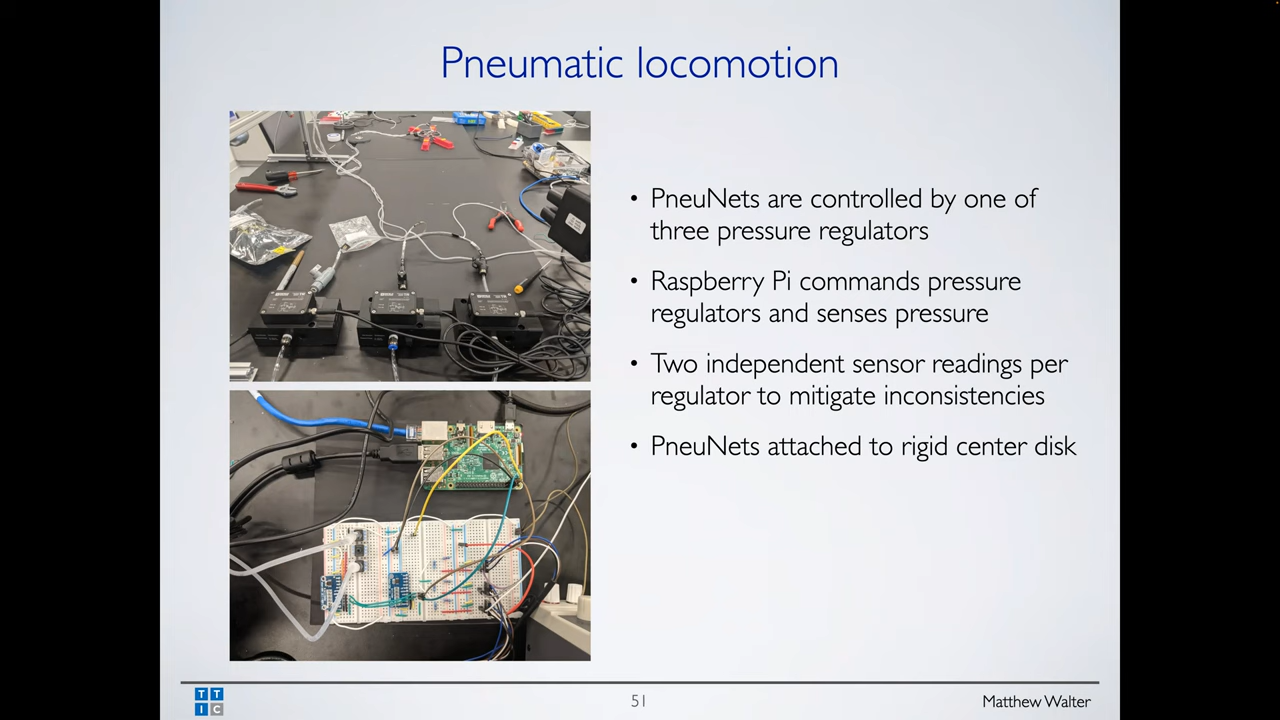 Pneumatic locomotion
• PneuNets are controlled by one of
three pressure regulators
• Raspberry Pi commands pressure
regulators and senses pressure
• Two independent sensor readings per
regulator to mitigate inconsistencies
• PneuNets attached to rigid center disk
T T
I C
51
Matthew Walter